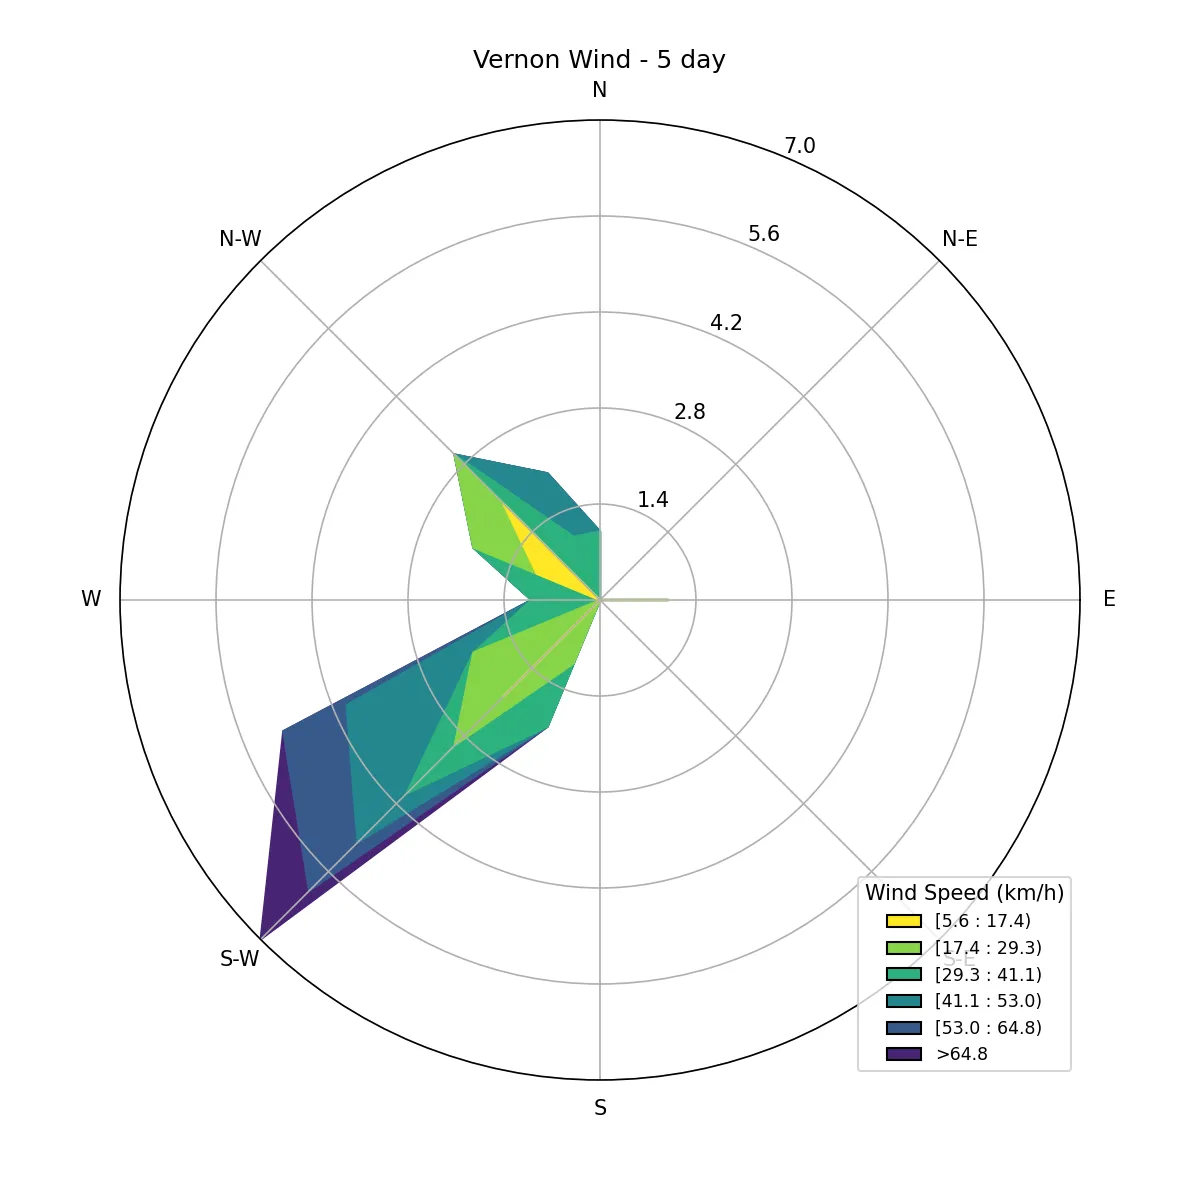 Vernon Wind - 5 day
N
7.0
N-W
5.6
N-E
4.2
2.8
1.4
W
E
S-W
S-E
S
Wind Speed (km/h)
[5.6 : 17.4)
[17.4 : 29.3)
[29.3 : 41.1)
[41.1 : 53.0)
[53.0 : 64.8)
>64.8